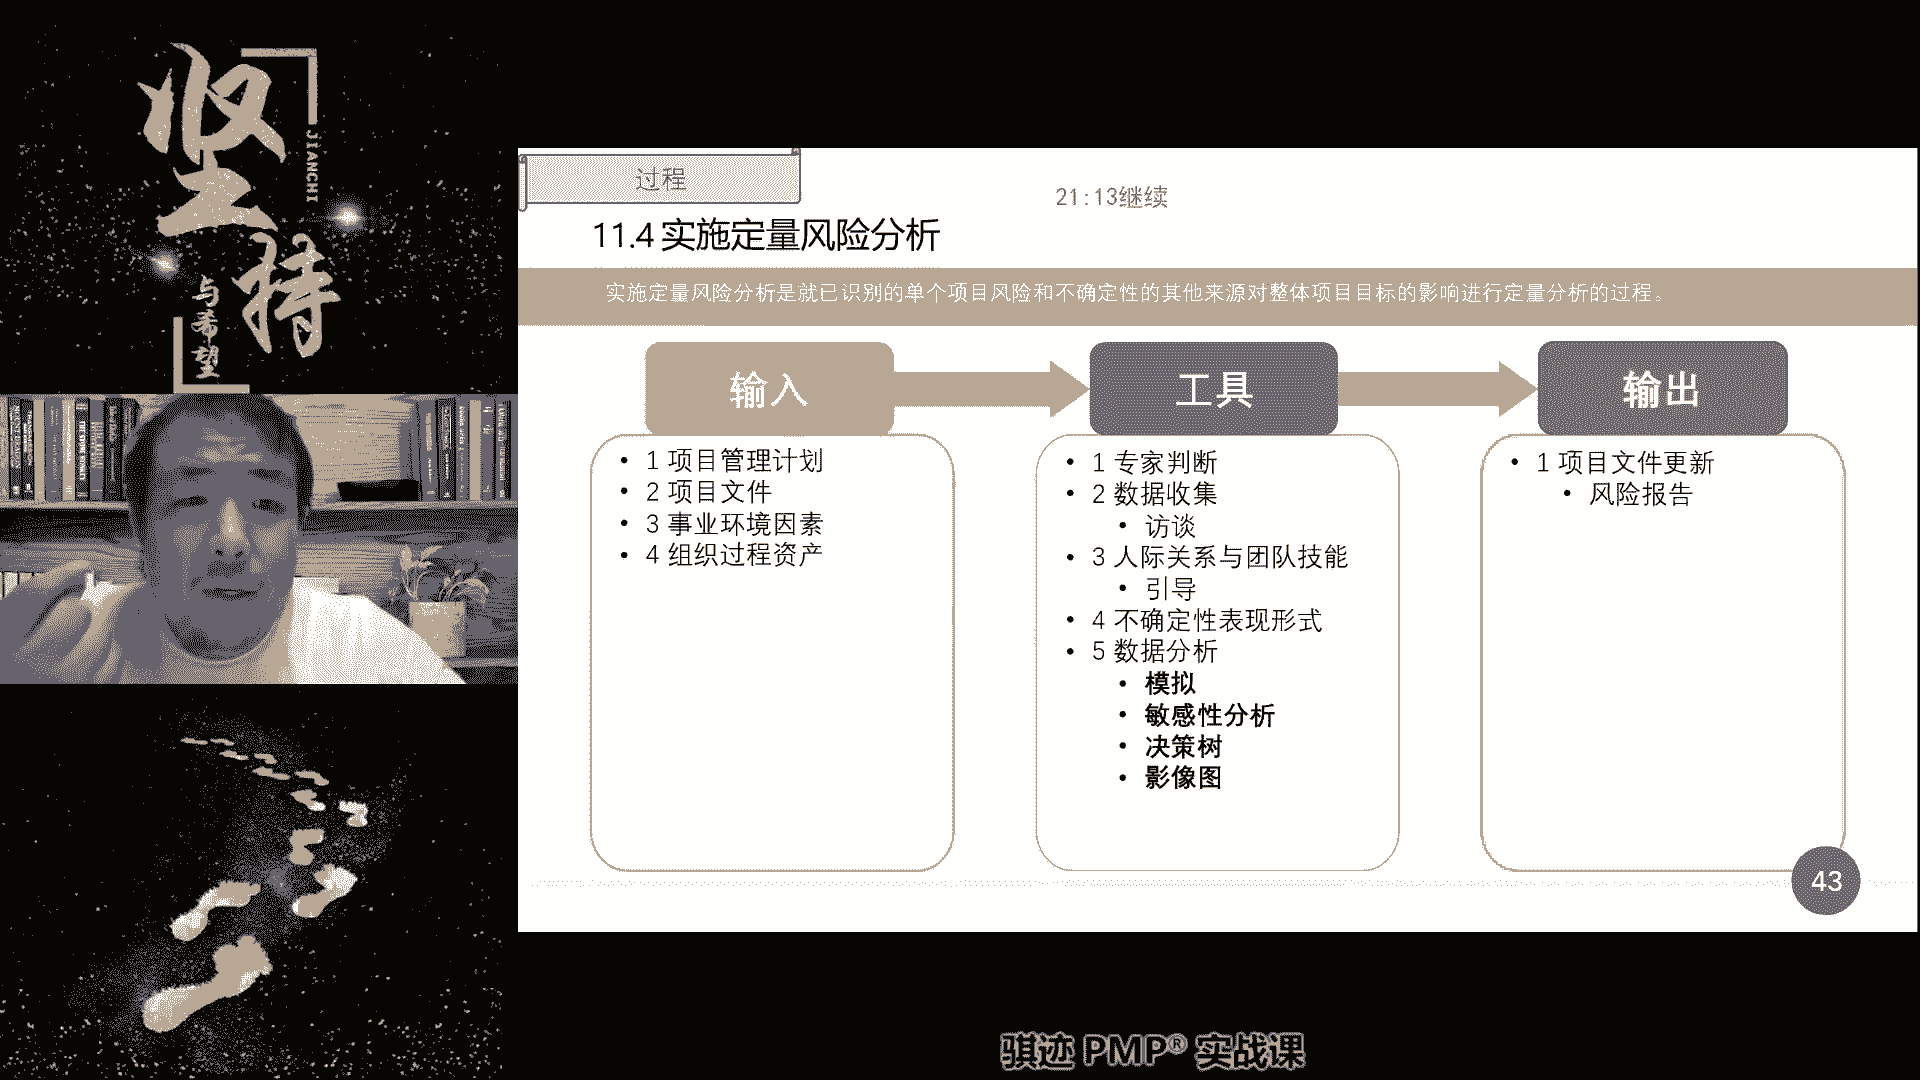 坚持
JIANCHI
与希望
过程
21:13继续
11.4 实施定量风险分析
实施定量风险分析是就已识别的单个项目风险和不确定性的其他来源对整体项目目标的影响进行定量分析的过程。
输入
• 1 项目管理计划
• 2 项目文件
• 3 事业环境因素
• 4 组织过程资产
工具
• 1 专家判断
• 2 数据收集
• 访谈
• 3 人际关系与团队技能
• 引导
• 4 不确定性表现形式
• 5 数据分析
• 模拟
• 敏感性分析
• 决策树
• 影像图
输出
• 1 项目文件更新
• 风险报告
43
骐迹 PMP® 实战课